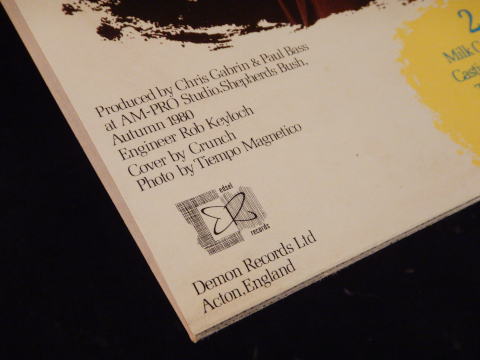 Produced by Chris Gabrin & Paul Bass
at AM-PRO Studio,Shepherds Bush,
Autumn 1980
Engineer Rob Keyloch
Cover by Crunch
Photo by Tiempo Magnetico
edsel
records
Demon Records Ltd
Acton,England
2
Milk